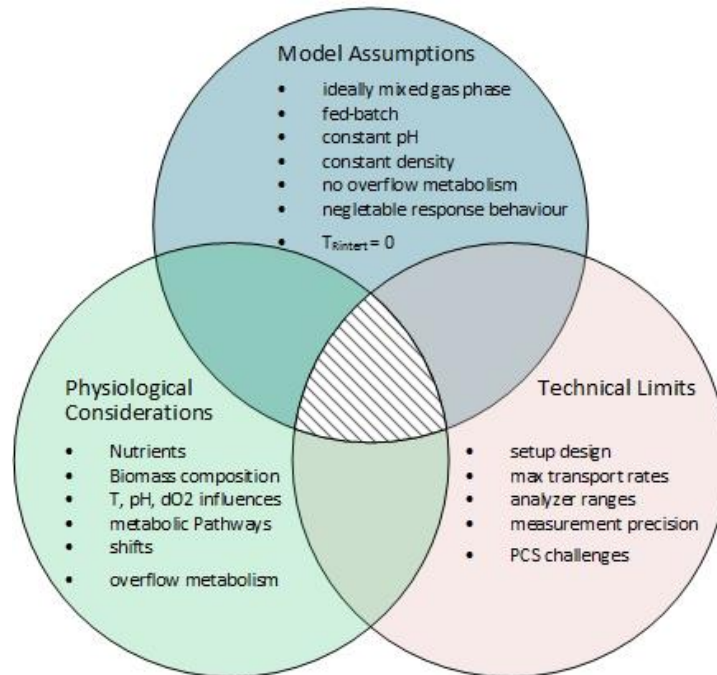 Model Assumptions
• ideally mixed gas phase
• fed-batch
• constant pH
• constant density
• no overflow metabolism
• negletable response behaviour
• TRintert = 0
Physiological
Considerations
• Nutrients
• Biomass composition
• T, pH, dO2 influences
• metabolic Pathways
• shifts
• overflow metabolism
Technical Limits
• setup design
• max transport rates
• analyzer ranges
• measurement precision
• PCS challenges